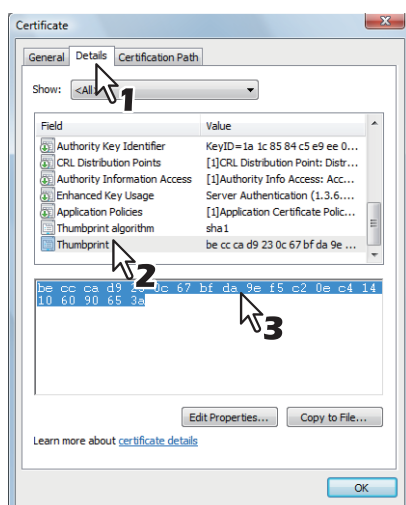 Certificate
General Details Certification Path
1
Show: <All>
Field Value
Authority Key Identifier KeyID=1a 1c 85 84 c5 e9 ee 0...
CRL Distribution Points [1]CRL Distribution Point: Distr...
Authority Information Access [1]Authority Info Access: Acc...
Enhanced Key Usage Server Authentication (1.3.6....
Application Policies [1]Application Certificate Polic...
Thumbprint algorithm sha1
Thumbprint be cc ca d9 23 0c 67 bf da 9e ...
2
be cc ca d9 0c 67 bf da 9e f5 c2 0e c4 14
10 60 90 65 3a
3
Edit Properties... Copy to File...
Learn more about certificate details
OK